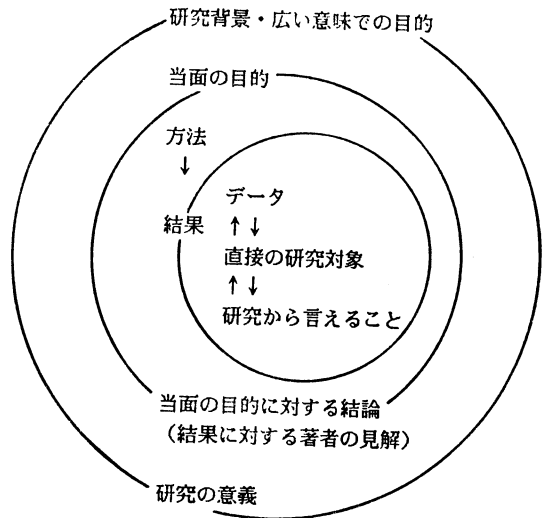 研究背景・広い意味での目的
当面の目的
方法
↓
データ
結果 ↑↓
直接の研究対象
↑↓
研究から言えること
当面の目的に対する結論
（結果に対する著者の見解）
研究の意義